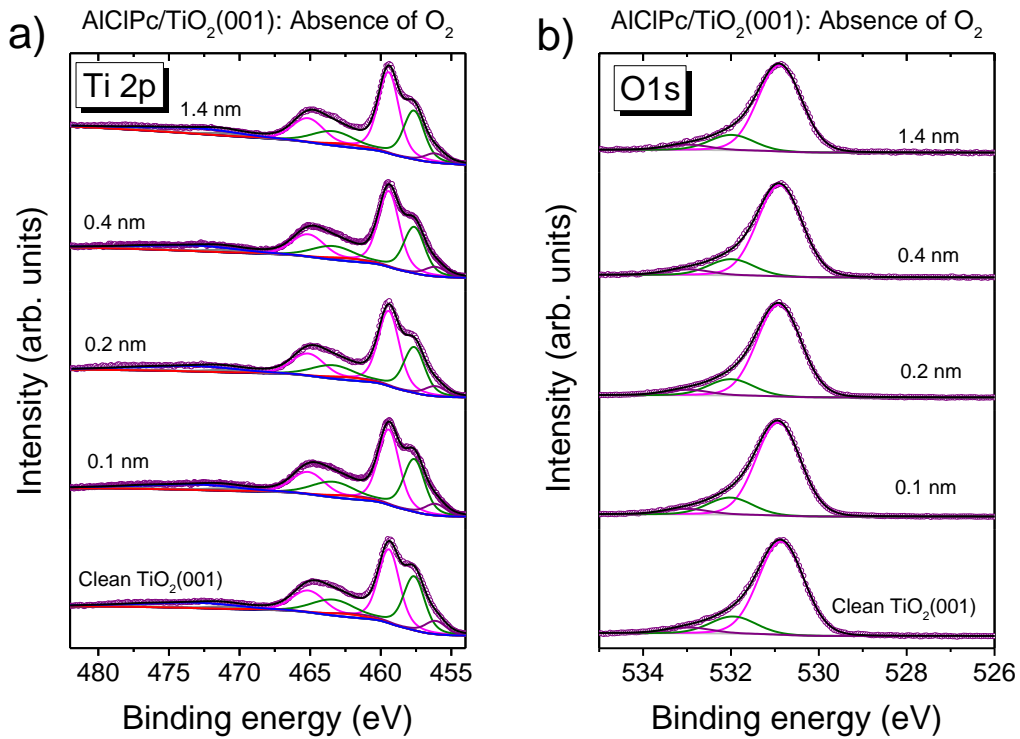 a)
AlClPc/TiO₂(001): Absence of O₂
Ti 2p
1.4 nm
0.4 nm
0.2 nm
0.1 nm
Clean TiO₂(001)
Intensity (arb. units)
480 475 470 465 460 455
Binding energy (eV)
b)
AlClPc/TiO₂(001): Absence of O₂
O1s
1.4 nm
0.4 nm
0.2 nm
0.1 nm
Clean TiO₂(001)
Intensity (arb. units)
534 532 530 528 526
Binding energy (eV)